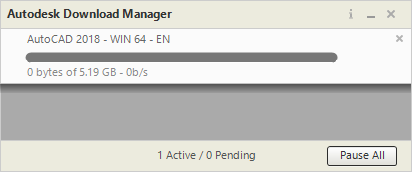 Autodesk Download Manager
AutoCAD 2018 - WIN 64 - EN
0 bytes of 5.19 GB - 0b/s
1 Active / 0 Pending
Pause All